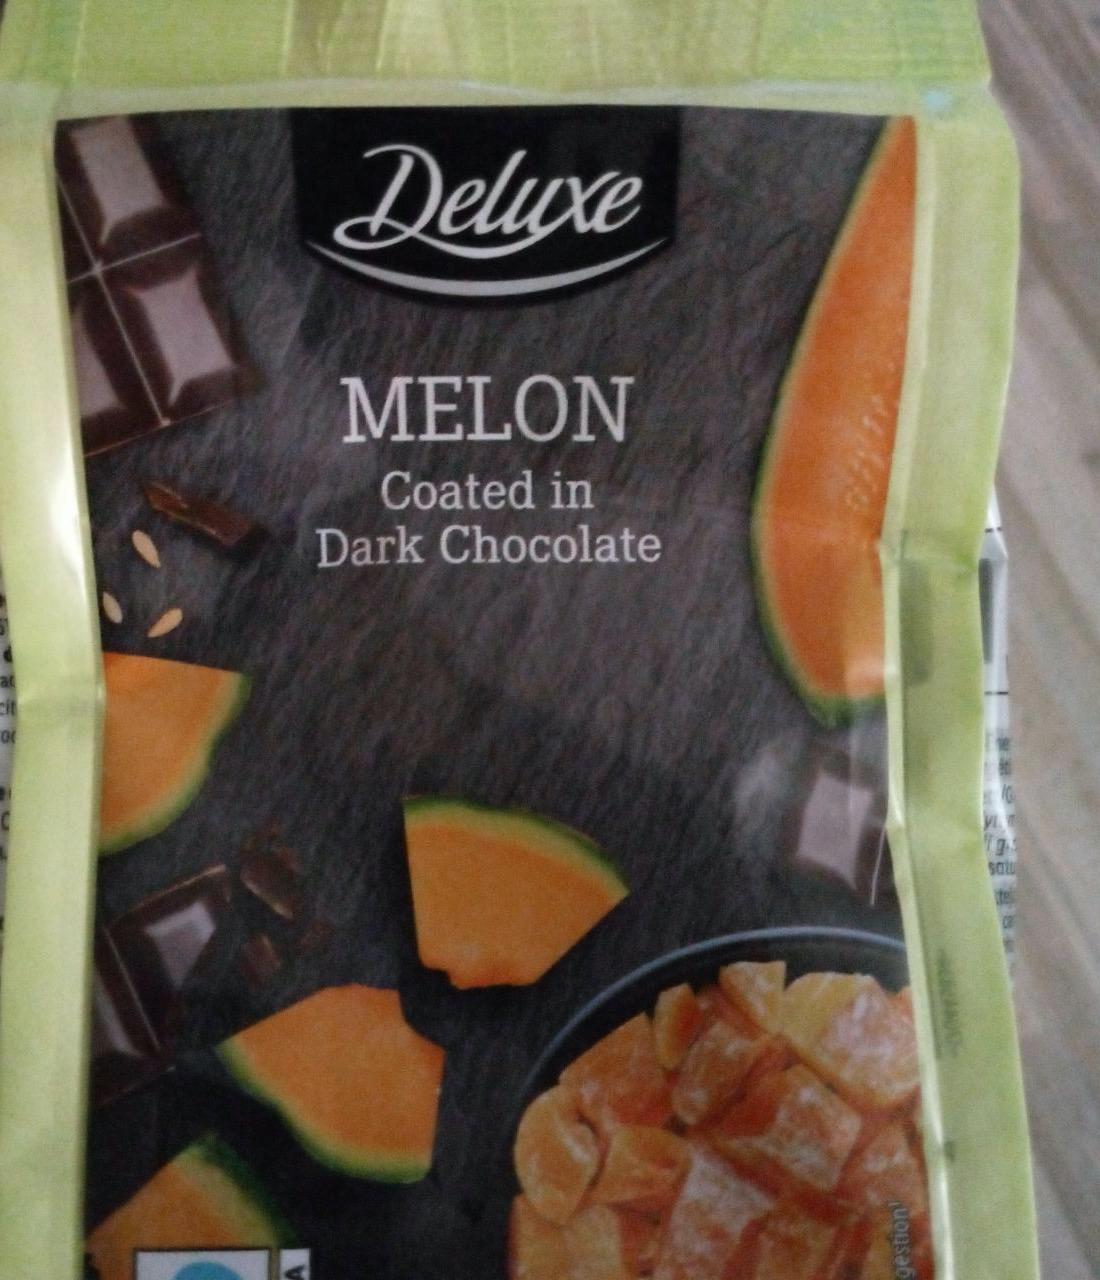 Deluxe
MELON
Coated in
Dark Chocolate